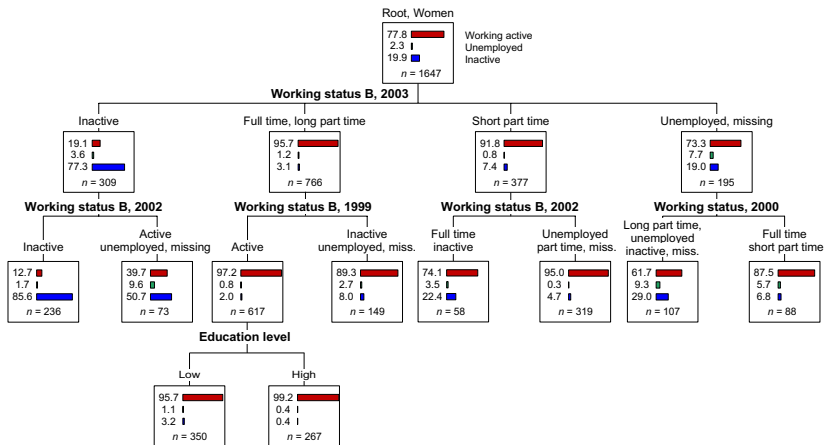 Root, Women
77.8
2.3
19.9
n = 1647
Working active
Unemployed
Inactive
Working status B, 2003
Inactive
19.1
3.6
77.3
n = 309
Full time, long part time
95.7
1.2
3.1
n = 766
Short part time
91.8
0.8
7.4
n = 377
Unemployed, missing
73.3
7.7
19.0
n = 195
Working status B, 2002
Working status B, 1999
Working status B, 2002
Working status, 2000
Inactive
12.7
1.7
85.6
n = 236
Active
unemployed, missing
39.7
9.6
50.7
n = 73
Active
97.2
0.8
2.0
n = 617
Inactive
unemployed, miss.
89.3
2.7
8.0
n = 149
Full time
inactive
74.1
3.5
22.4
n = 58
Unemployed
part time, miss.
95.0
0.3
4.7
n = 319
Long part time,
unemployed
inactive, miss.
61.7
9.3
29.0
n = 107
Full time
short part time
87.5
5.7
6.8
n = 88
Education level
Low
95.7
1.1
3.2
n = 350
High
99.2
0.4
0.4
n = 267